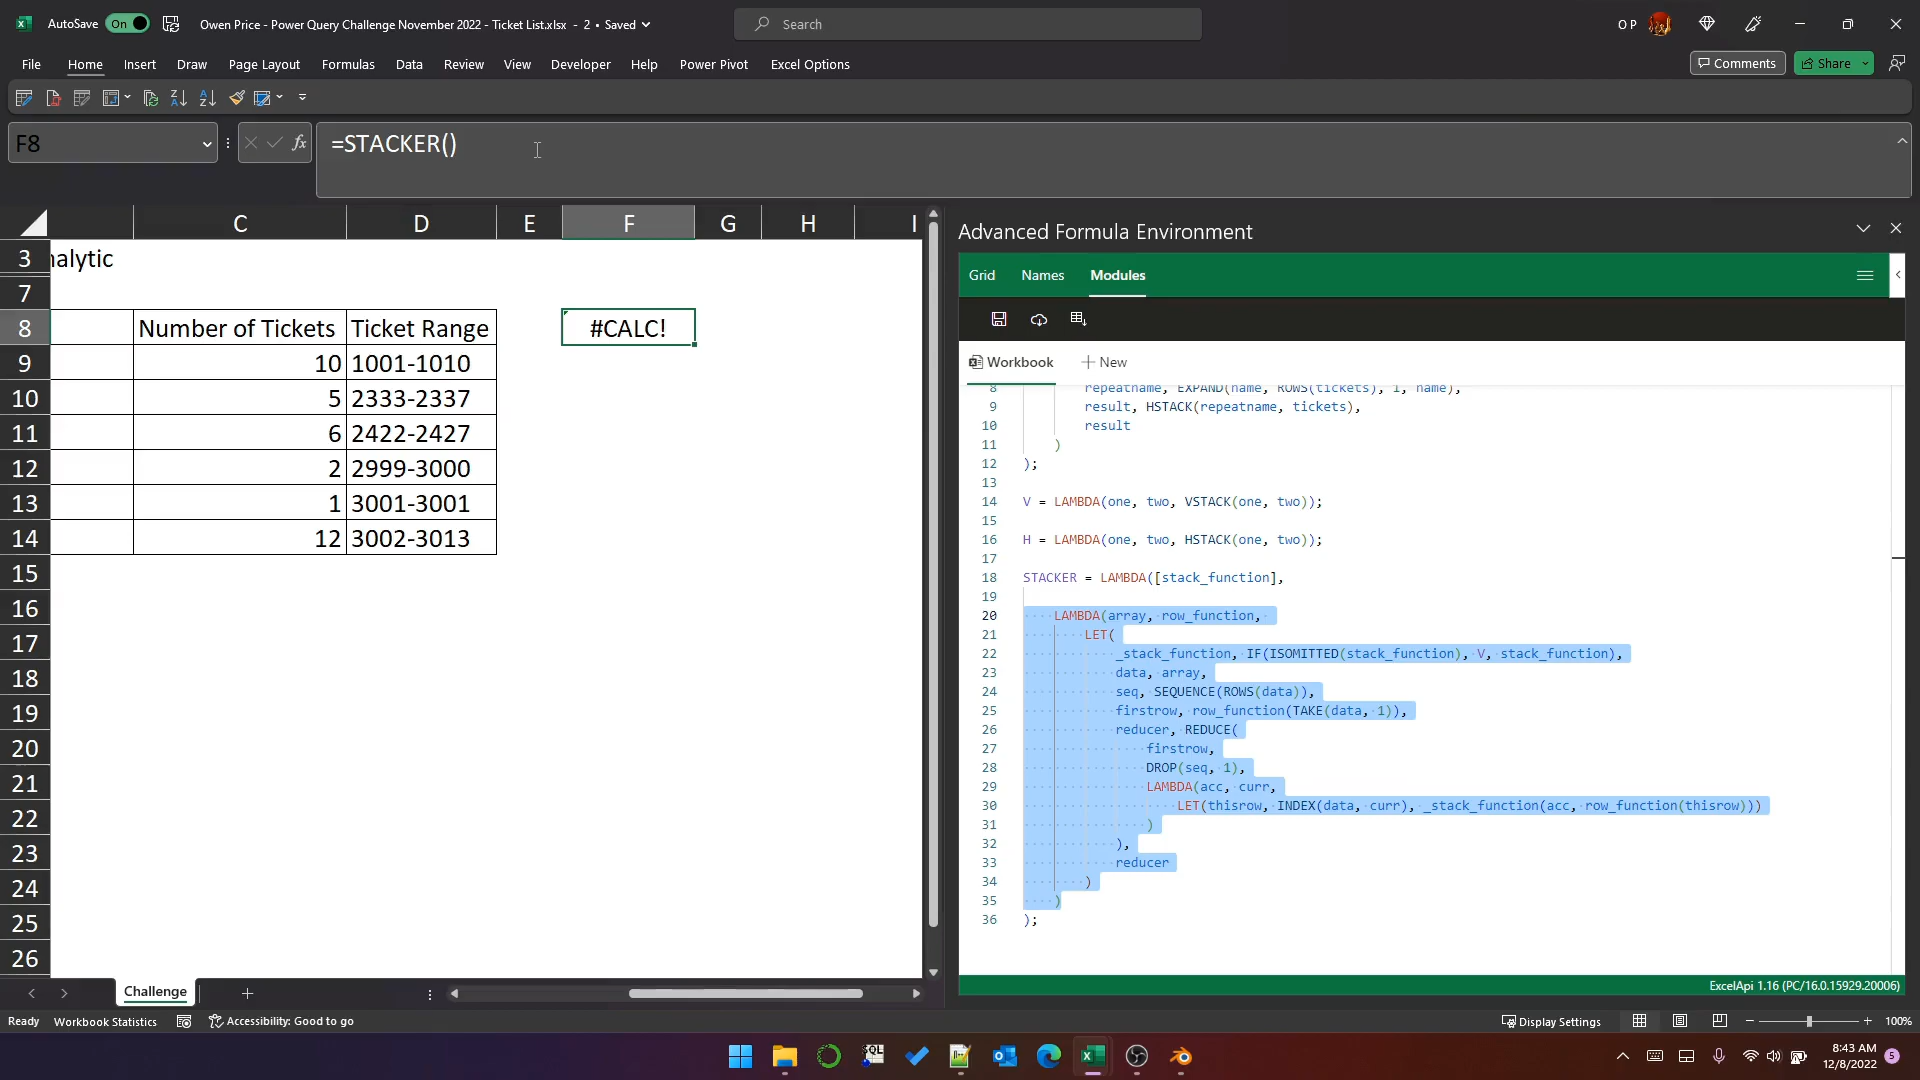 AutoSave On Owen Price - Power Query Challenge November 2022 - Ticket List.xlsx - 2 • Saved Search O P
File Home Insert Draw Page Layout Formulas Data Review View Developer Help Power Pivot Excel Options Comments Share
F8 fx =STACKER()
C D E F G H I
3 nalytic
7
8 Number of Tickets Ticket Range #CALC!
9 10 1001-1010
10 5 2333-2337
11 6 2422-2427
12 2 2999-3000
13 1 3001-3001
14 12 3002-3013
15
16
17
18
19
20
21
22
23
24
25
26
Advanced Formula Environment
Grid Names Modules
Workbook + New
8 repeatname, EXPAND(name, ROWS(tickets), 1, name),
9 result, HSTACK(repeatname, tickets),
10 result
11 )
12 );
13
14 V = LAMBDA(one, two, VSTACK(one, two));
15
16 H = LAMBDA(one, two, HSTACK(one, two));
17
18 STACKER = LAMBDA([stack_function],
19
20 LAMBDA(array, row_function,
21 LET(
22 _stack_function, IF(ISOMITTED(stack_function), V, stack_function),
23 data, array,
24 seq, SEQUENCE(ROWS(data)),
25 firstrow, row_function(TAKE(data, 1)),
26 reducer, REDUCE(
27 firstrow,
28 DROP(seq, 1),
29 LAMBDA(acc, curr,
30 LET(thisrow, INDEX(data, curr), _stack_function(acc, row_function(thisrow)))
31 )
32 ),
33 reducer
34 )
35 )
36 );
ExcelApi 1.16 (PC/16.0.15929.20006)
Challenge
Ready Workbook Statistics Accessibility: Good to go Display Settings 100%
SQL
8:43 AM
12/8/2022 5